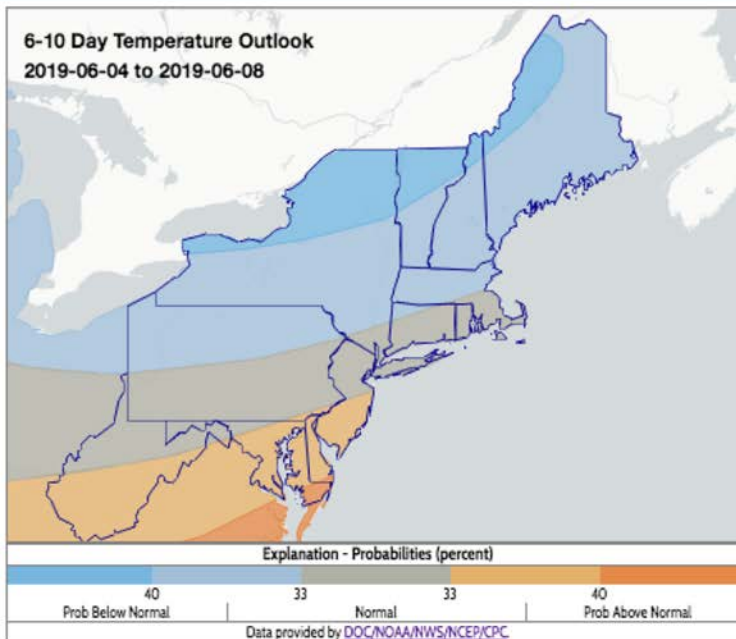 6-10 Day Temperature Outlook
2019-06-04 to 2019-06-08
Explanation - Probabilities (percent)
40 33 33 40
Prob Below Normal | Normal | Prob Above Normal
Data provided by DOC/NOAA/NWS/NCEP/CPC.